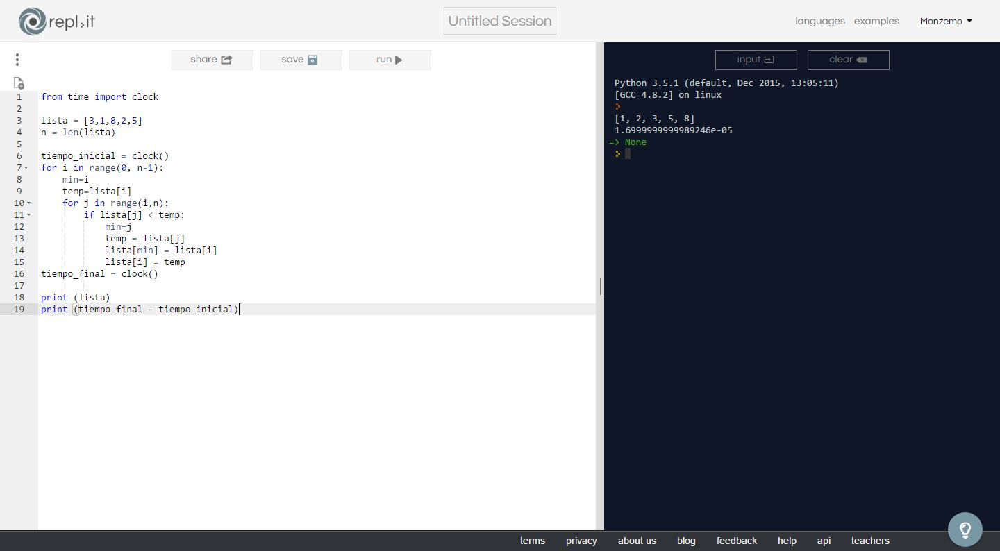 repl.it
Untitled Session
languages examples Monzemo
share save run
input clear
1 from time import clock
2
3 lista = [3,1,8,2,5]
4 n = len(lista)
5
6 tiempo_inicial = clock()
7 for i in range(0, n-1):
8     min=i
9     temp=lista[i]
10     for j in range(i,n):
11         if lista[j] < temp:
12             min=j
13             temp = lista[j]
14             lista[min] = lista[i]
15             lista[i] = temp
16 tiempo_final = clock()
17
18 print (lista)
19 print (tiempo_final - tiempo_inicial)
Python 3.5.1 (default, Dec 2015, 13:05:11)
[GCC 4.8.2] on linux
[1, 2, 3, 5, 8]
1.6999999999989246e-05
=> None
terms privacy about us blog feedback help api teachers